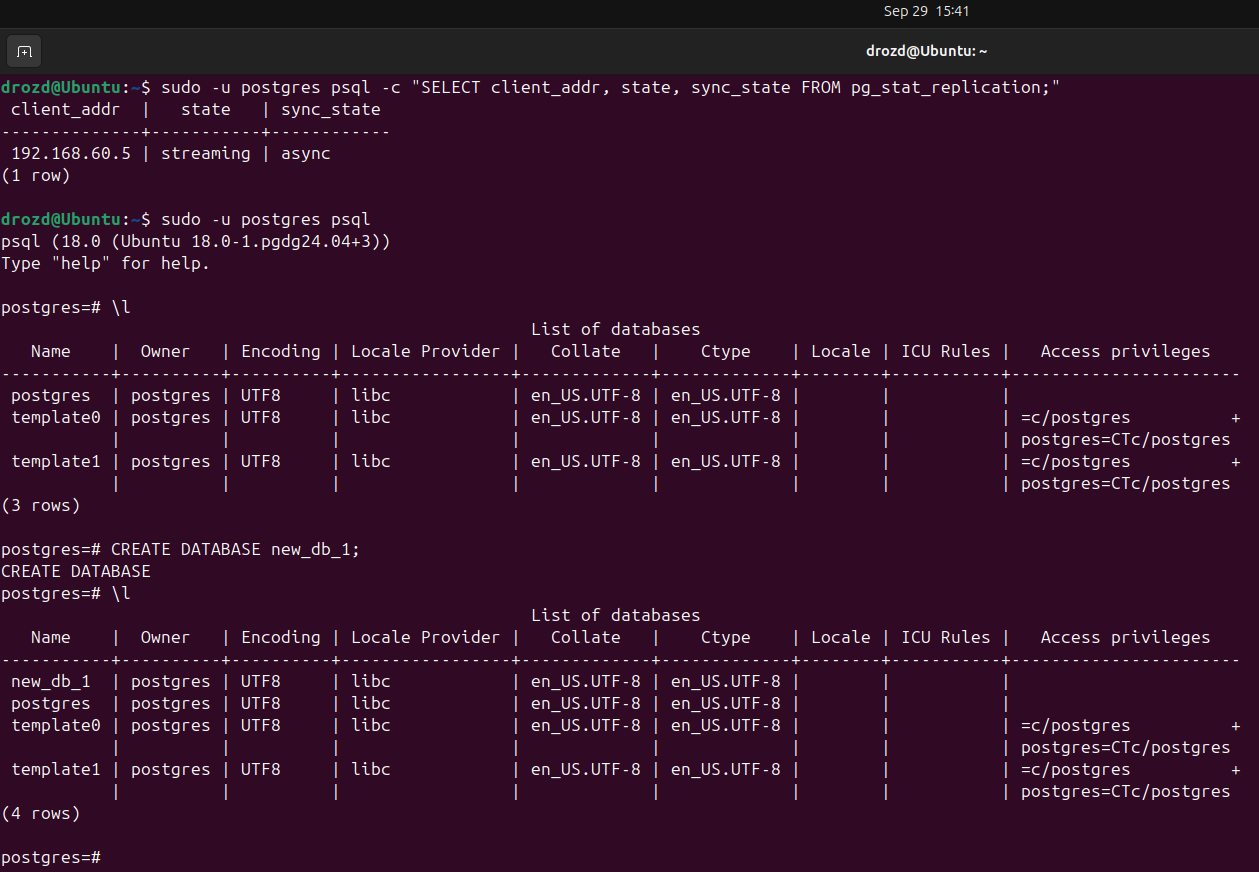 Sep 29  15:41
drozd@Ubuntu: ~
drozd@Ubuntu:~$ sudo -u postgres psql -c "SELECT client_addr, state, sync_state FROM pg_stat_replication;"
 client_addr  |   state   | sync_state
--------------+-----------+------------
 192.168.60.5 | streaming | async
(1 row)

drozd@Ubuntu:~$ sudo -u postgres psql
psql (18.0 (Ubuntu 18.0-1.pgdg24.04+3))
Type "help" for help.

postgres=# \l
                                                     List of databases
   Name    |  Owner   | Encoding | Locale Provider |   Collate   |    Ctype    | Locale | ICU Rules |   Access privileges
-----------+----------+----------+-----------------+-------------+-------------+--------+-----------+-----------------------
 postgres  | postgres | UTF8     | libc            | en_US.UTF-8 | en_US.UTF-8 |        |           |
 template0 | postgres | UTF8     | libc            | en_US.UTF-8 | en_US.UTF-8 |        |           | =c/postgres          +
           |          |          |                 |             |             |        |           | postgres=CTc/postgres
 template1 | postgres | UTF8     | libc            | en_US.UTF-8 | en_US.UTF-8 |        |           | =c/postgres          +
           |          |          |                 |             |             |        |           | postgres=CTc/postgres
(3 rows)

postgres=# CREATE DATABASE new_db_1;
CREATE DATABASE
postgres=# \l
                                                     List of databases
   Name    |  Owner   | Encoding | Locale Provider |   Collate   |    Ctype    | Locale | ICU Rules |   Access privileges
-----------+----------+----------+-----------------+-------------+-------------+--------+-----------+-----------------------
 new_db_1  | postgres | UTF8     | libc            | en_US.UTF-8 | en_US.UTF-8 |        |           |
 postgres  | postgres | UTF8     | libc            | en_US.UTF-8 | en_US.UTF-8 |        |           |
 template0 | postgres | UTF8     | libc            | en_US.UTF-8 | en_US.UTF-8 |        |           | =c/postgres          +
           |          |          |                 |             |             |        |           | postgres=CTc/postgres
 template1 | postgres | UTF8     | libc            | en_US.UTF-8 | en_US.UTF-8 |        |           | =c/postgres          +
           |          |          |                 |             |             |        |           | postgres=CTc/postgres
(4 rows)

postgres=#